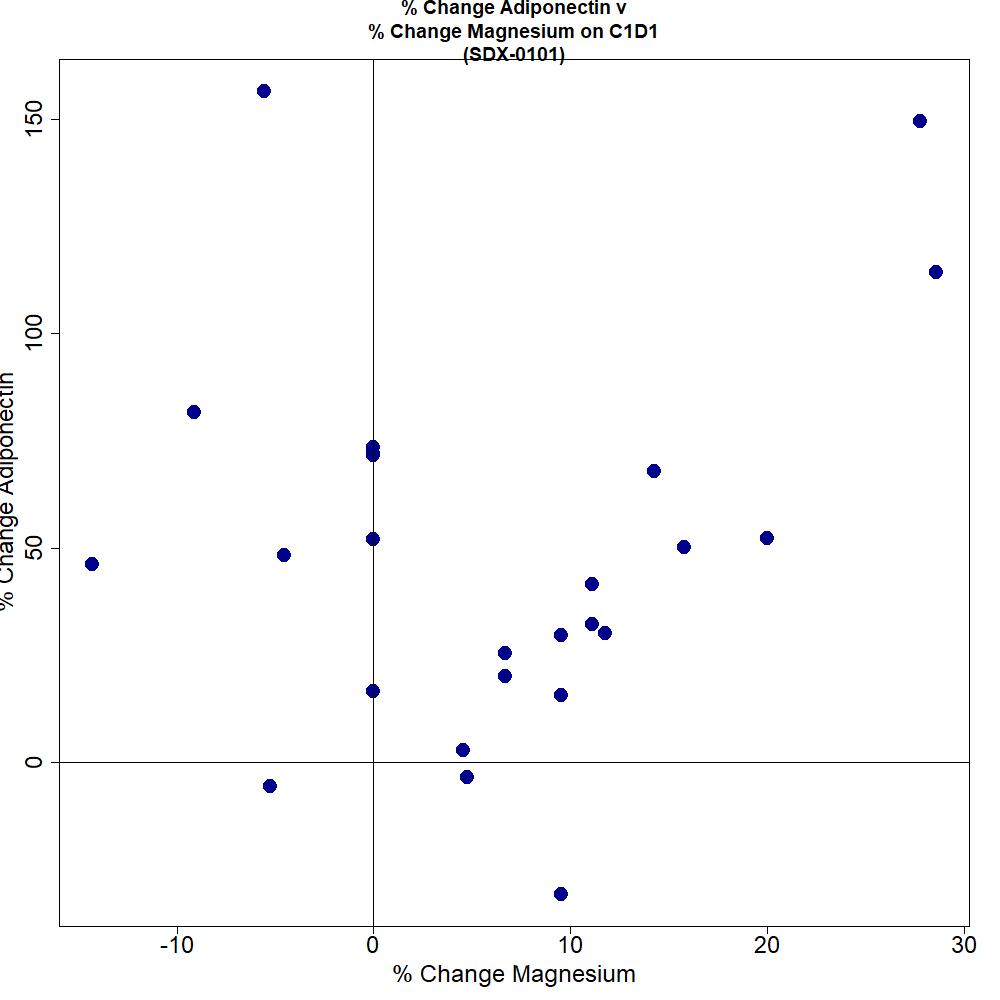 % Change Adiponectin v
% Change Magnesium on C1D1
(SDX-0101)
% Change Adiponectin
150
100
50
0
-10
0
10
20
30
% Change Magnesium